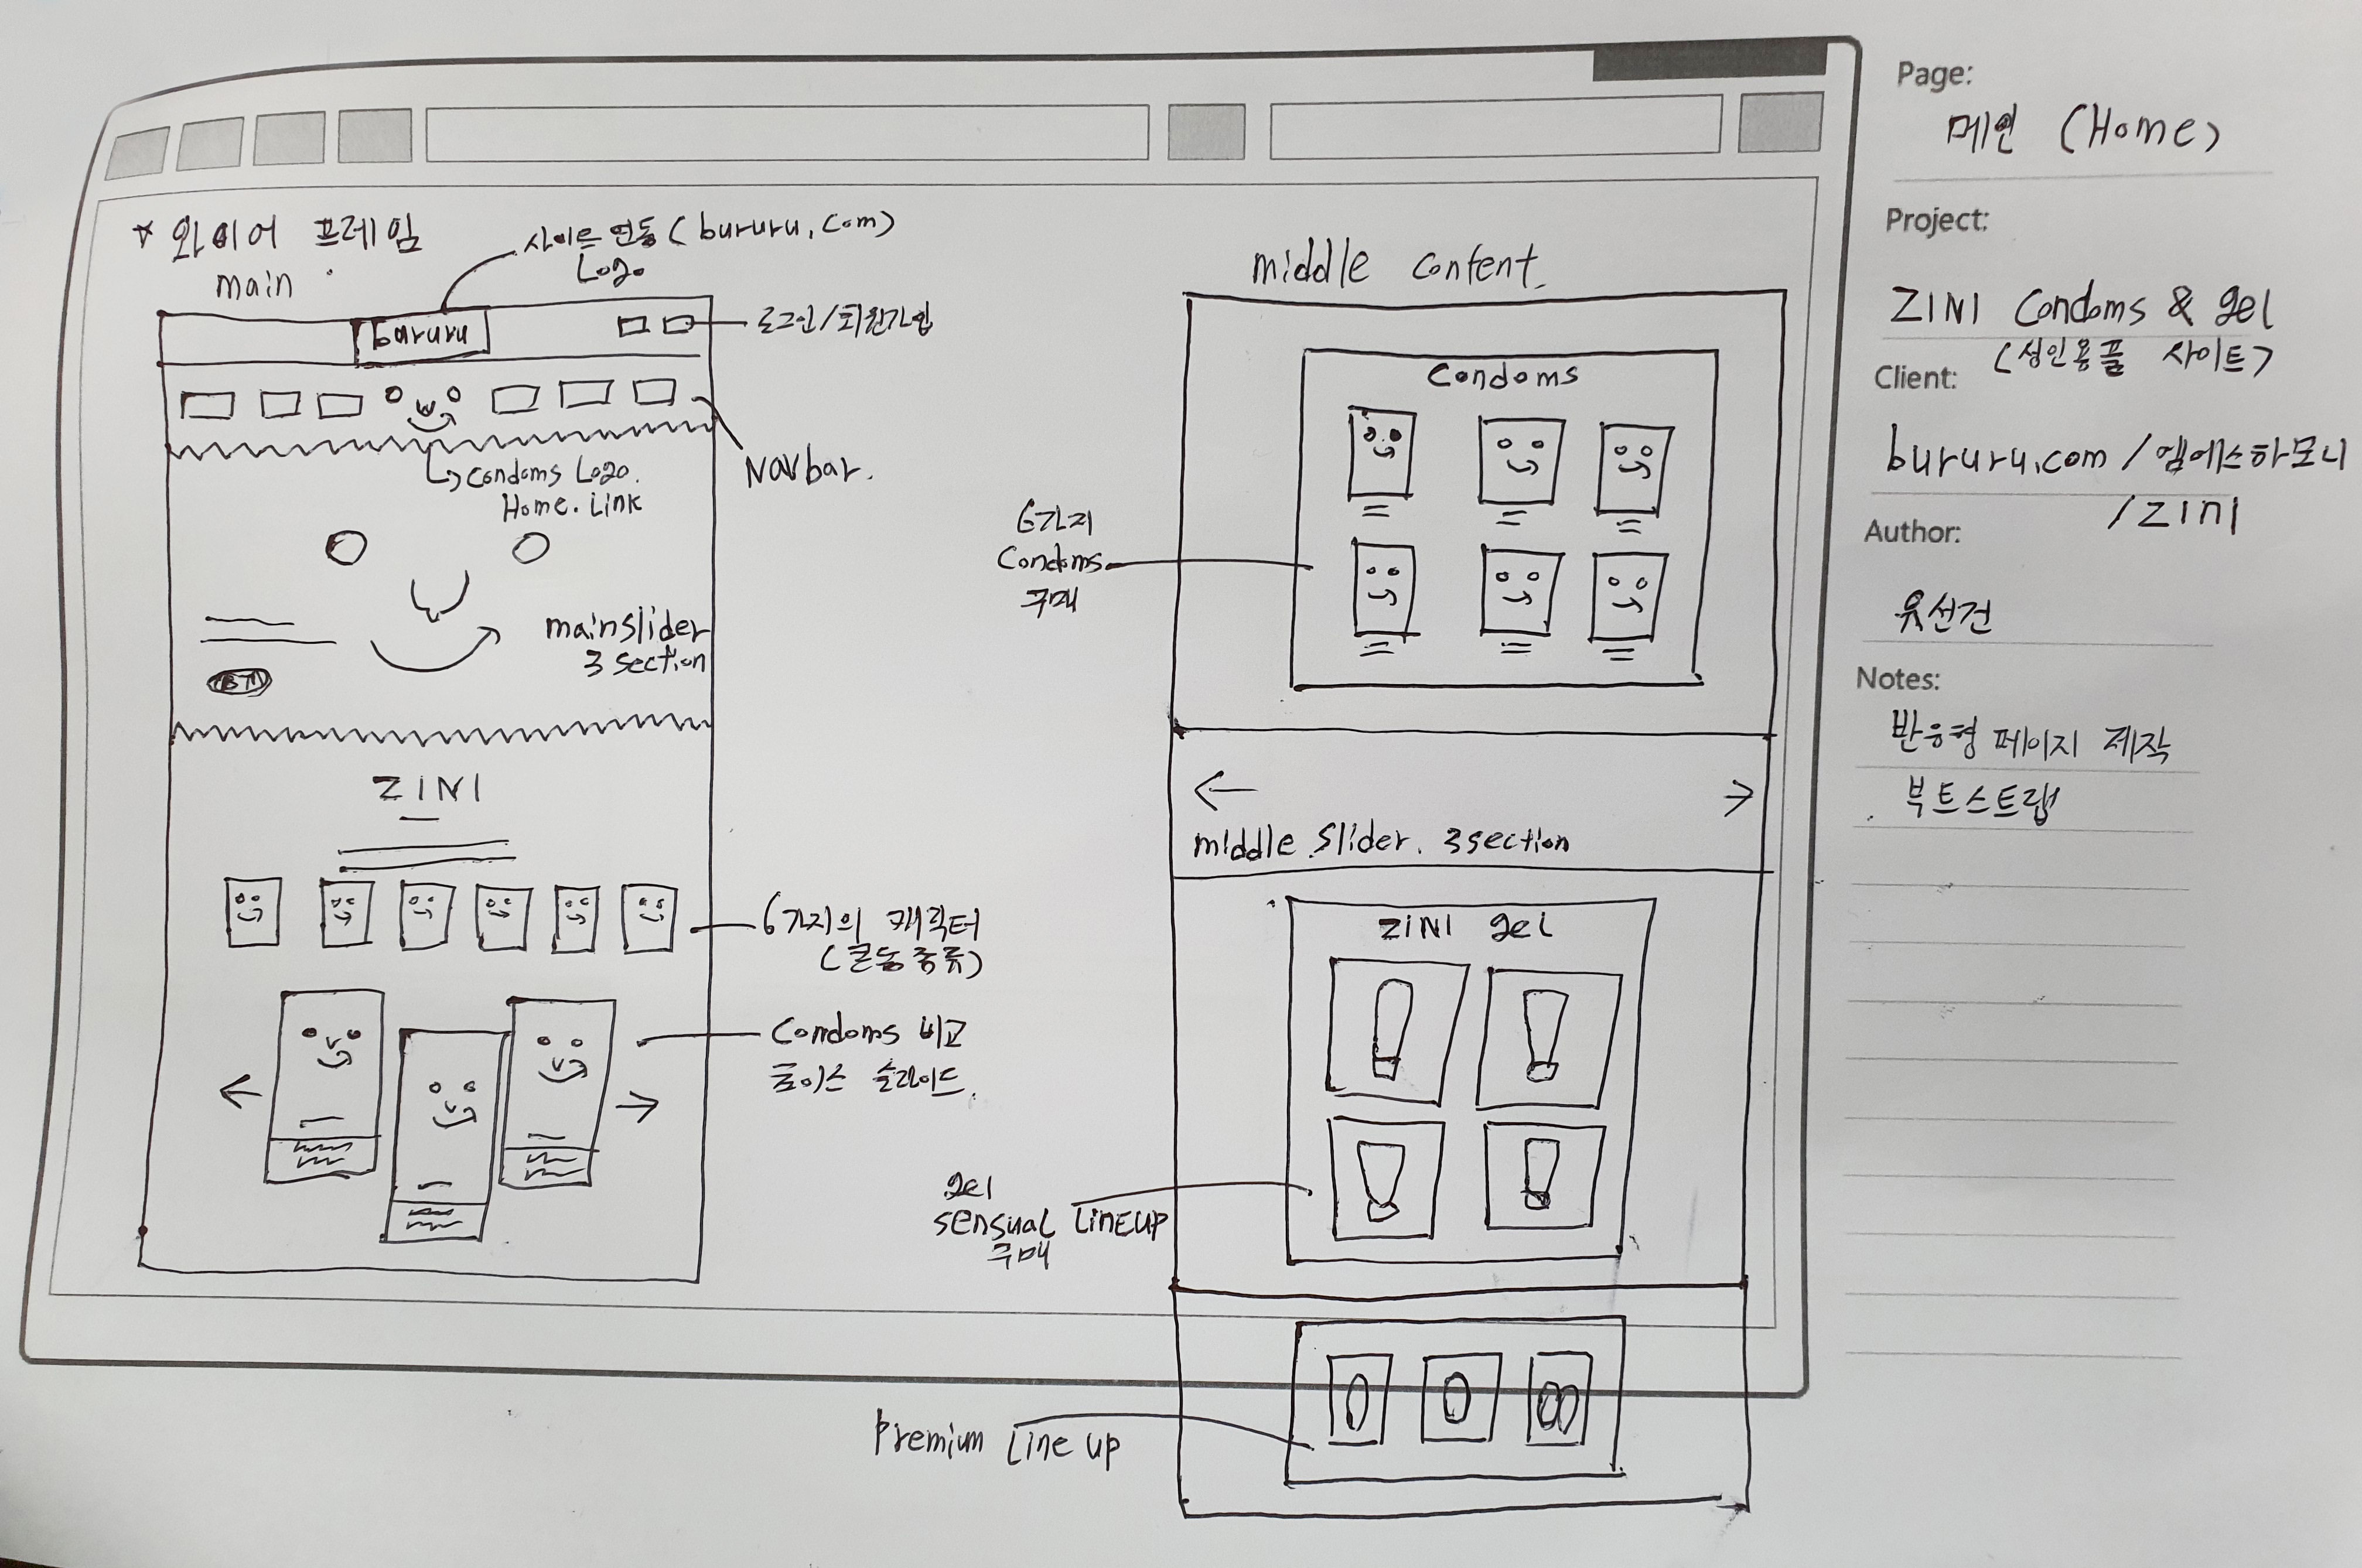 ☆ 와이어 프레임
main
사이트 연동 (bururu.com)
Logo
bururu
로그인/회원가입
Navbar.
Condoms Logo.
Home. Link
mainslider
3 section
BTN
ZINI
6가지의 캐릭터
(콘돔 종류)
Condoms 비교
초이스 슬라이드.
middle content.
Condoms
6가지
Condoms
구매
middle slider. 3section
ZINI gel
gel
sensual LINEUP
구매
Premium Line up
Page:
메인 (Home)
Project:
ZINI Condoms & gel
(성인용품 사이트)
Client:
bururu.com / 엠에스하모니
/ZINI
Author:
유선건
Notes:
반응형 페이지 제작
부트스트랩